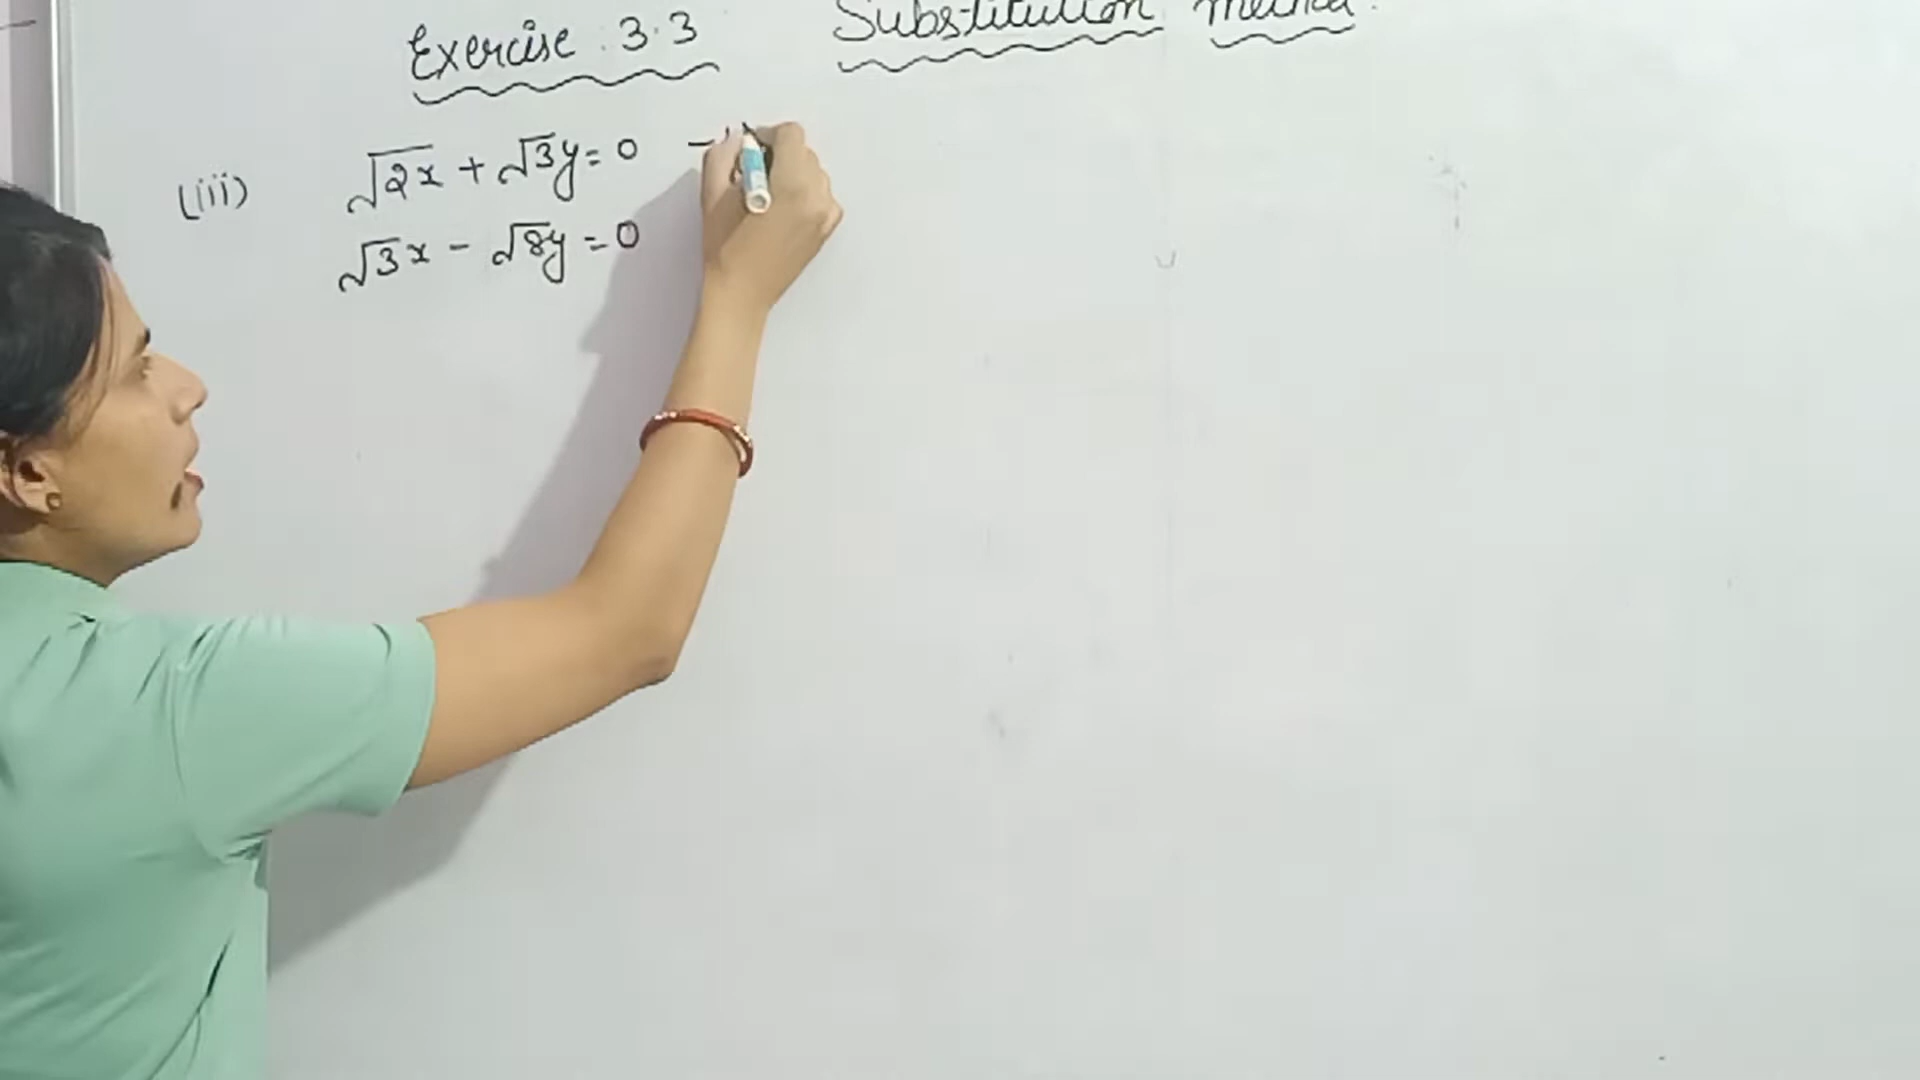 Exercise 3.3
Substitution method.
(iii) √2x + √3y = 0
√3x - √8y = 0